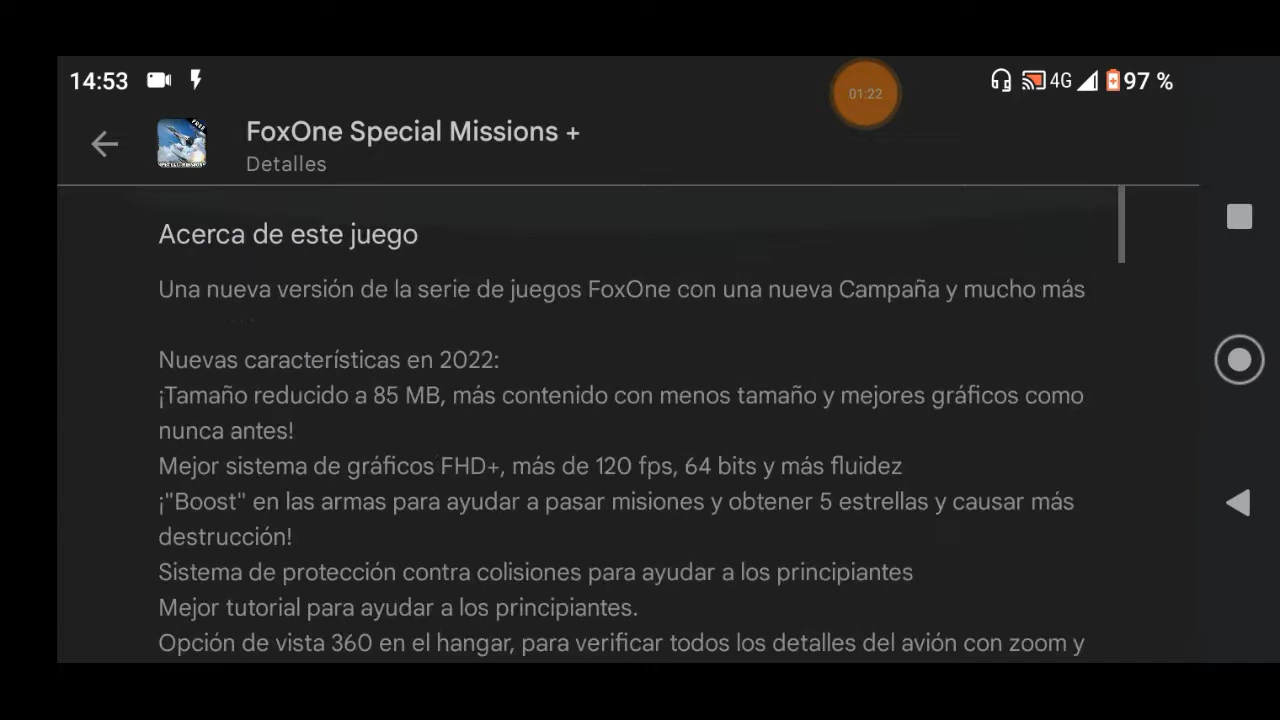 14:53
01:22
4G
97 %
FoxOne Special Missions +
Detalles
FREE
Acerca de este juego
Una nueva versión de la serie de juegos FoxOne con una nueva Campaña y mucho más
Nuevas características en 2022:
¡Tamaño reducido a 85 MB, más contenido con menos tamaño y mejores gráficos como
nunca antes!
Mejor sistema de gráficos FHD+, más de 120 fps, 64 bits y más fluidez
¡"Boost" en las armas para ayudar a pasar misiones y obtener 5 estrellas y causar más
destrucción!
Sistema de protección contra colisiones para ayudar a los principiantes
Mejor tutorial para ayudar a los principiantes.
Opción de vista 360 en el hangar, para verificar todos los detalles del avión con zoom y